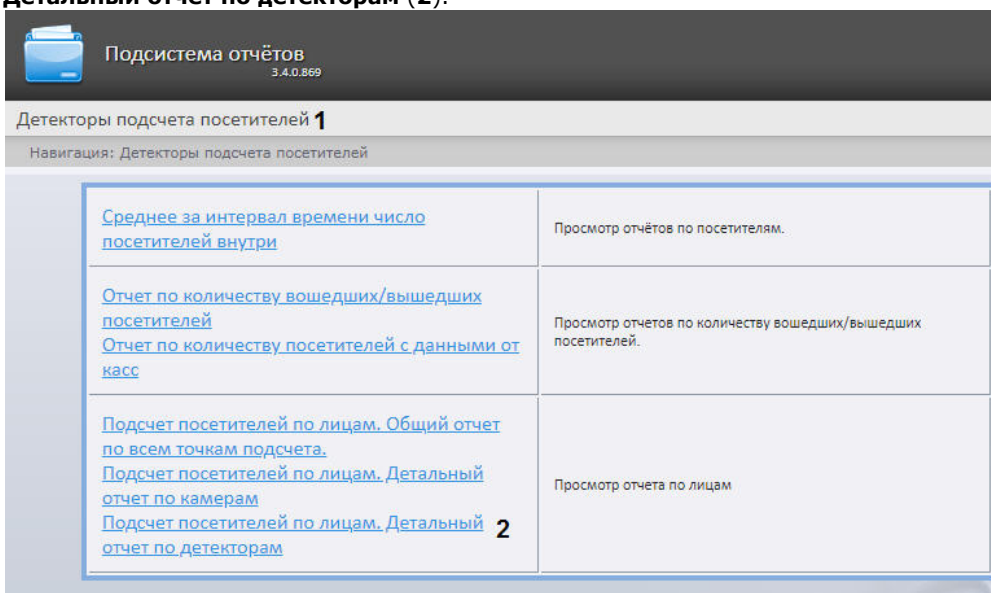 Детальный отчет по детекторам (2).
Подсистема отчётов
3.4.0.869
Детекторы подсчета посетителей 1
Навигация: Детекторы подсчета посетителей
Среднее за интервал времени число
посетителей внутри
Просмотр отчётов по посетителям.
Отчет по количеству вошедших/вышедших
посетителей
Отчет по количеству посетителей с данными от
касс
Просмотр отчетов по количеству вошедших/вышедших
посетителей.
Подсчет посетителей по лицам. Общий отчет
по всем точкам подсчета.
Подсчет посетителей по лицам. Детальный
отчет по камерам
Подсчет посетителей по лицам. Детальный 2
отчет по детекторам
Просмотр отчета по лицам